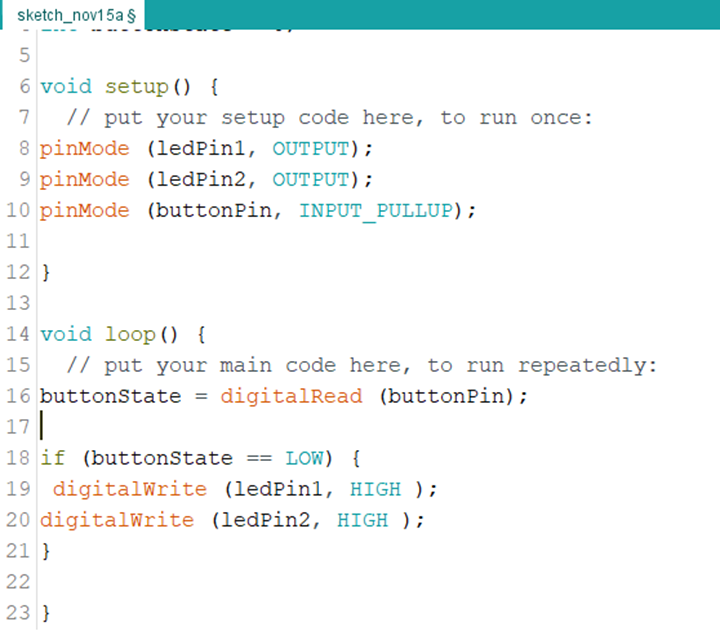 sketch_nov15a §
5
6 void setup() {
7 // put your setup code here, to run once:
8 pinMode (ledPin1, OUTPUT);
9 pinMode (ledPin2, OUTPUT);
10 pinMode (buttonPin, INPUT_PULLUP);
11
12 }
13
14 void loop() {
15 // put your main code here, to run repeatedly:
16 buttonState = digitalRead (buttonPin);
17
18 if (buttonState == LOW) {
19 digitalWrite (ledPin1, HIGH );
20 digitalWrite (ledPin2, HIGH );
21 }
22
23 }